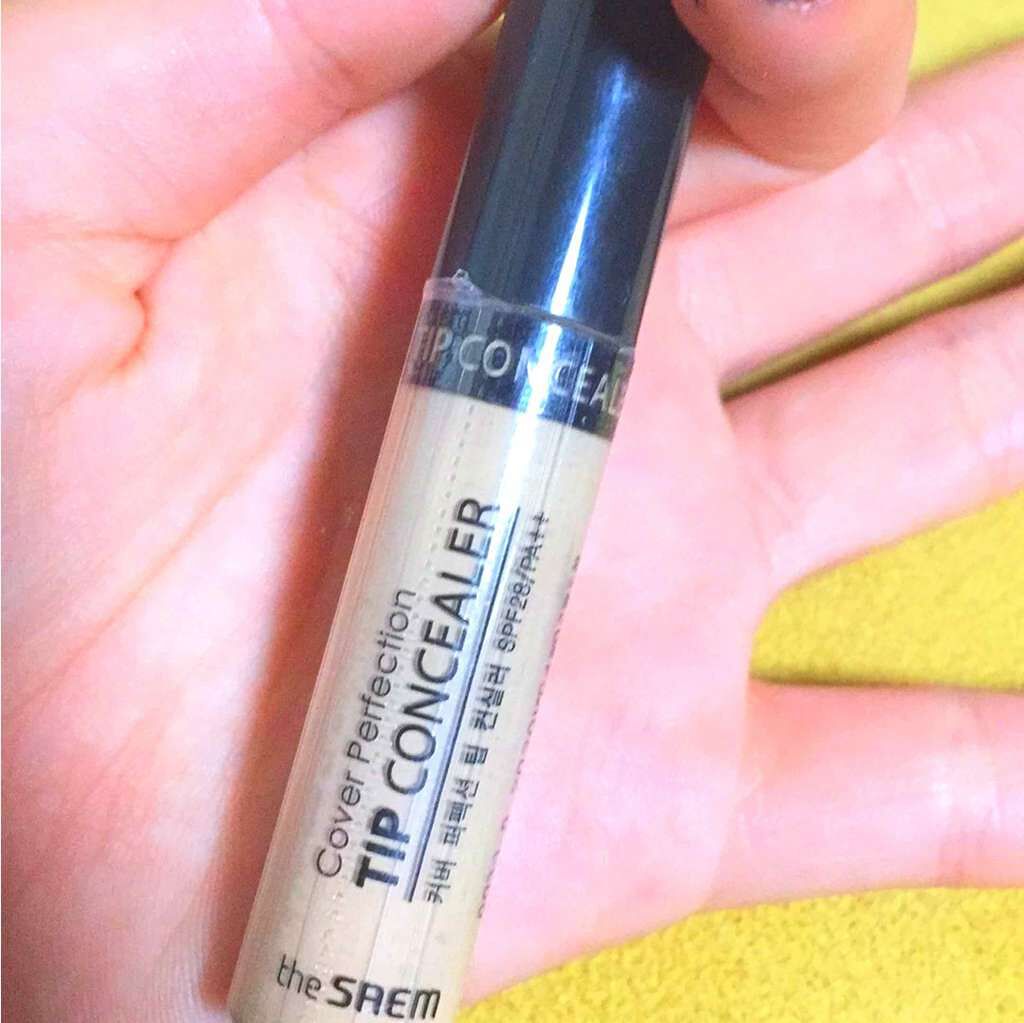 TIP CONCEAL
Cover Perfection
TIP CONCEALER
커버 퍼펙션 팁 컨실러 SPF28/PA++
the SAEM